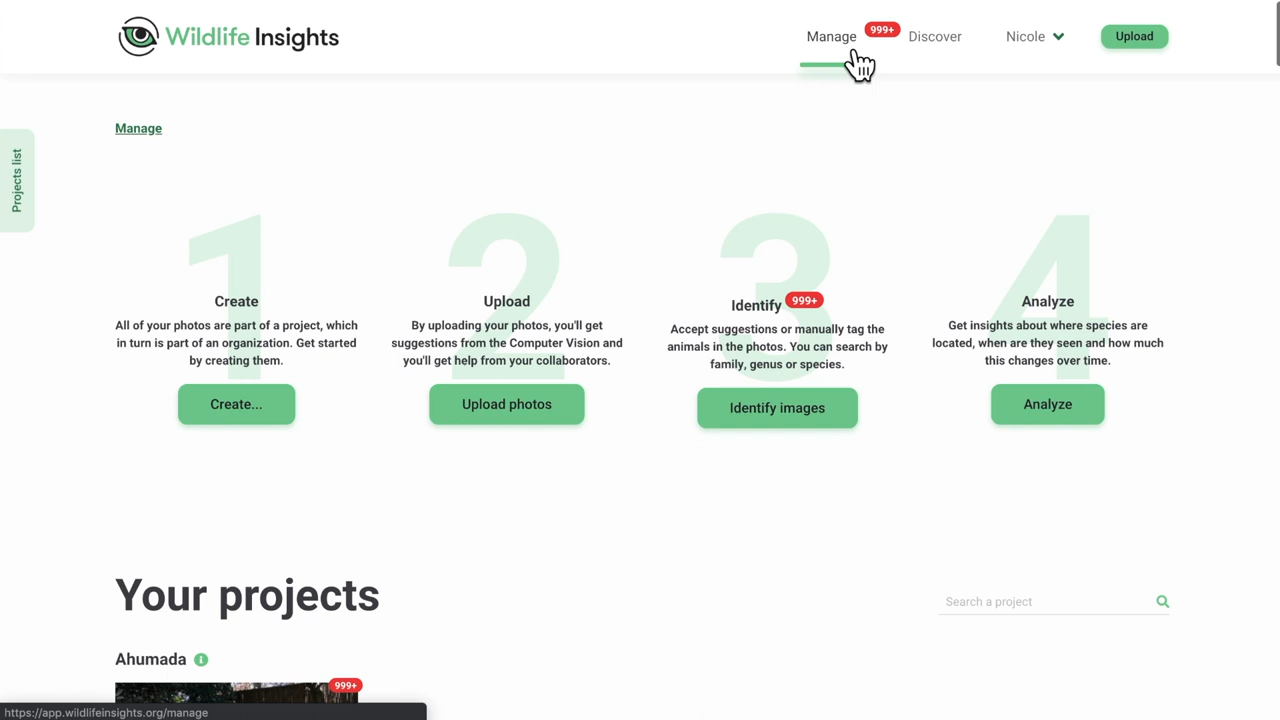 Wildlife Insights
Manage 999+ Discover Nicole Upload
Projects list
Manage
1
Create
All of your photos are part of a project, which
in turn is part of an organization. Get started
by creating them.
Create...
2
Upload
By uploading your photos, you'll get
suggestions from the Computer Vision and
you'll get help from your collaborators.
Upload photos
3
Identify 999+
Accept suggestions or manually tag the
animals in the photos. You can search by
family, genus or species.
Identify images
4
Analyze
Get insights about where species are
located, when are they seen and how much
this changes over time.
Analyze
Your projects
Search a project
Ahumada
999+
https://app.wildlifeinsights.org/manage